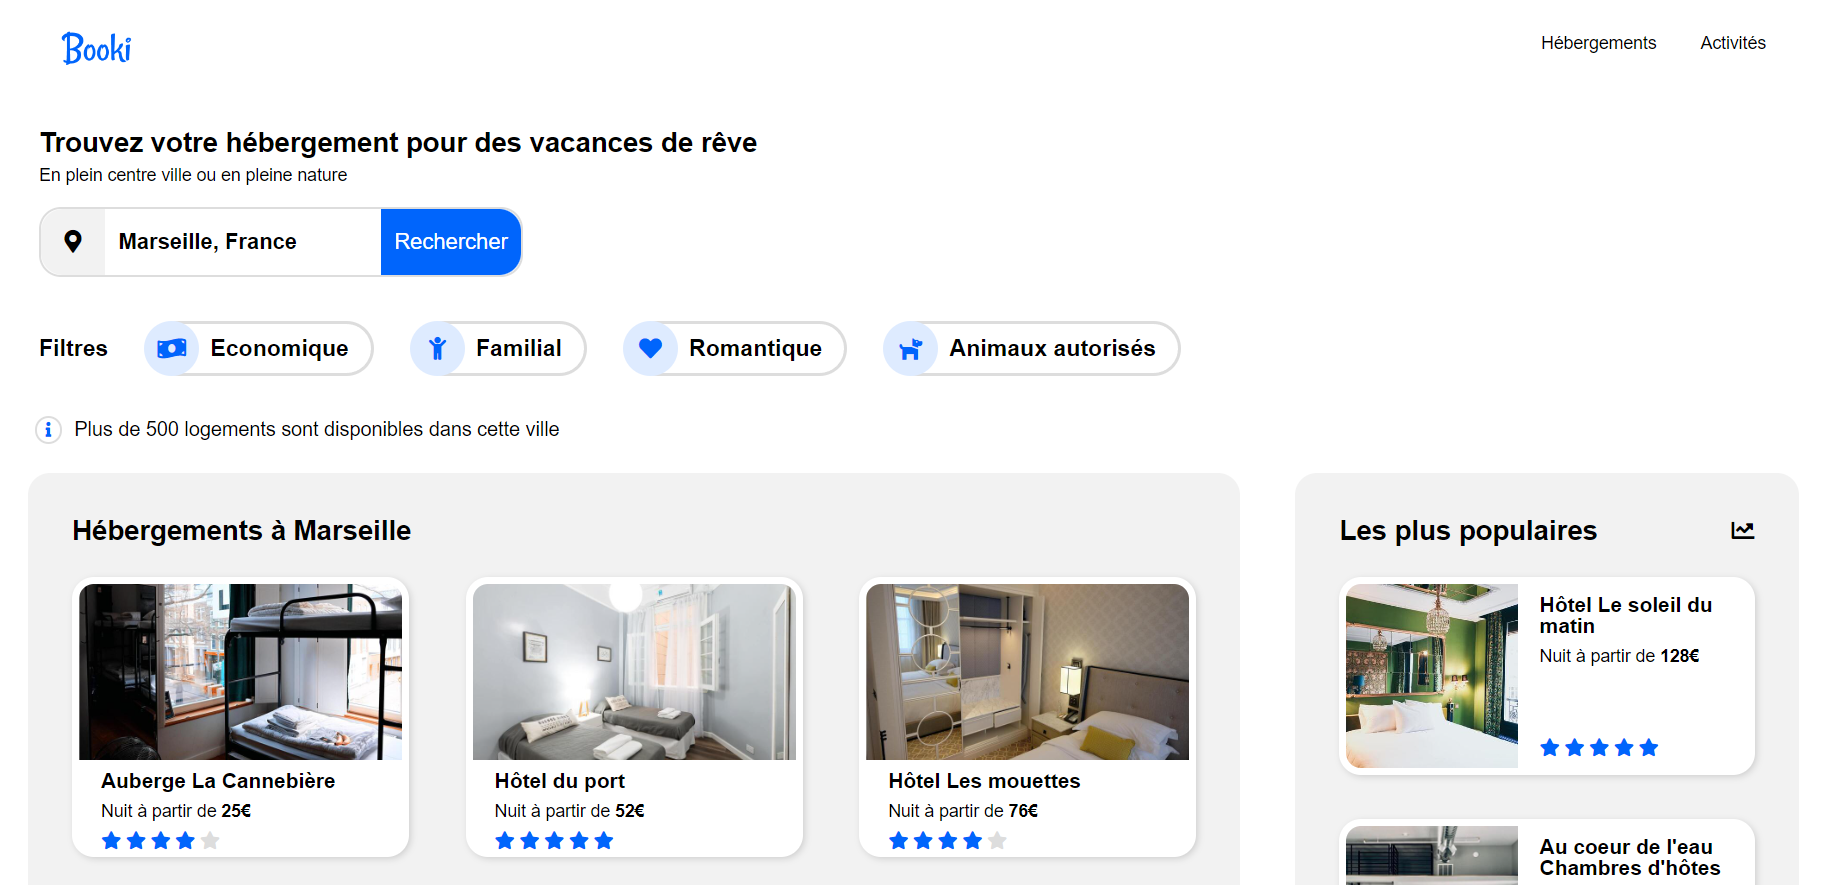 Booki
Hébergements
Activités
Trouvez votre hébergement pour des vacances de rêve
En plein centre ville ou en pleine nature
Marseille, France
Rechercher
Filtres
Economique
Familial
Romantique
Animaux autorisés
Plus de 500 logements sont disponibles dans cette ville
Hébergements à Marseille
Auberge La Cannebière
Nuit à partir de 25€
Hôtel du port
Nuit à partir de 52€
Hôtel Les mouettes
Nuit à partir de 76€
Les plus populaires
Hôtel Le soleil du
matin
Nuit à partir de 128€
Au coeur de l'eau
Chambres d'hôtes